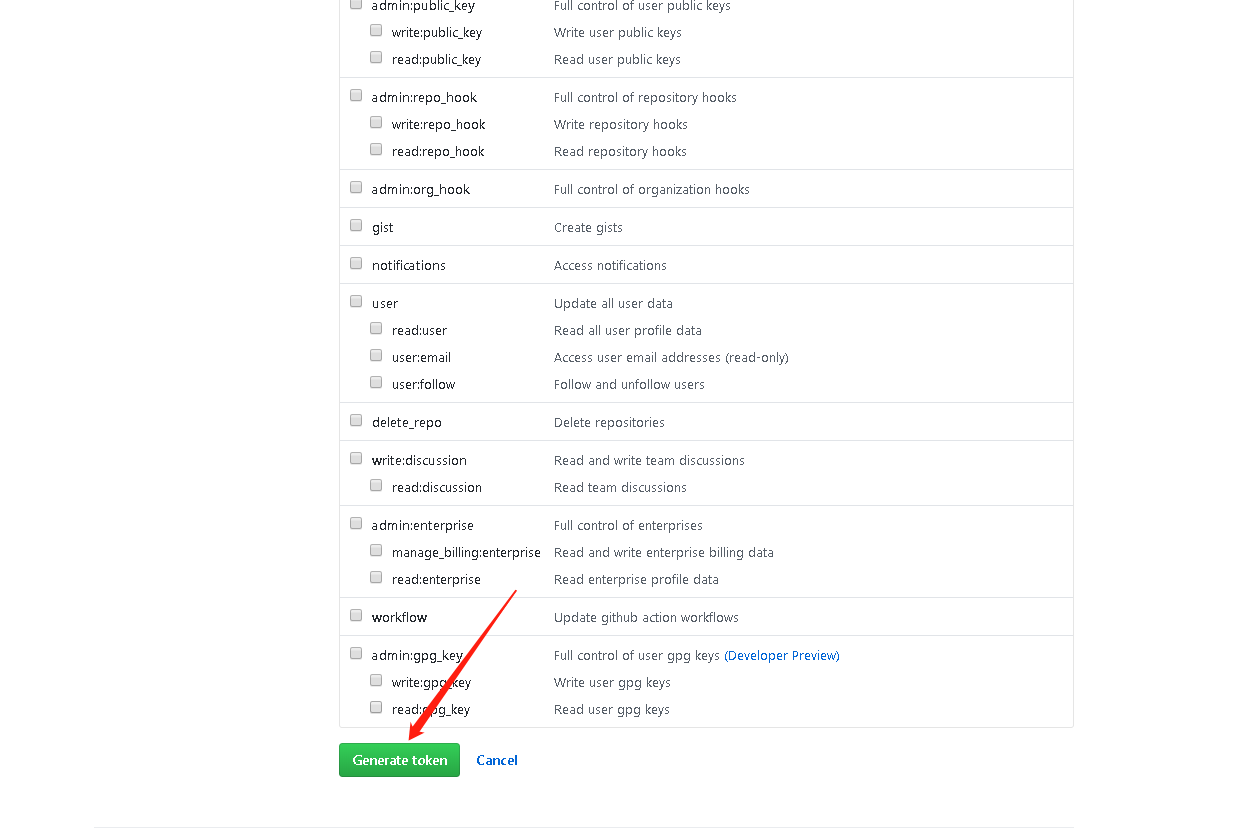 admin:public_key Full control of user public keys
write:public_key Write user public keys
read:public_key Read user public keys
admin:repo_hook Full control of repository hooks
write:repo_hook Write repository hooks
read:repo_hook Read repository hooks
admin:org_hook Full control of organization hooks
gist Create gists
notifications Access notifications
user Update all user data
read:user Read all user profile data
user:email Access user email addresses (read-only)
user:follow Follow and unfollow users
delete_repo Delete repositories
write:discussion Read and write team discussions
read:discussion Read team discussions
admin:enterprise Full control of enterprises
manage_billing:enterprise Read and write enterprise billing data
read:enterprise Read enterprise profile data
workflow Update github action workflows
admin:gpg_key Full control of user gpg keys (Developer Preview)
write:gpg_key Write user gpg keys
read:gpg_key Read user gpg keys
Generate token Cancel